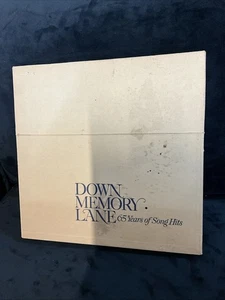 DOWN
MEMORY
LANE 65 Years of Song Hits